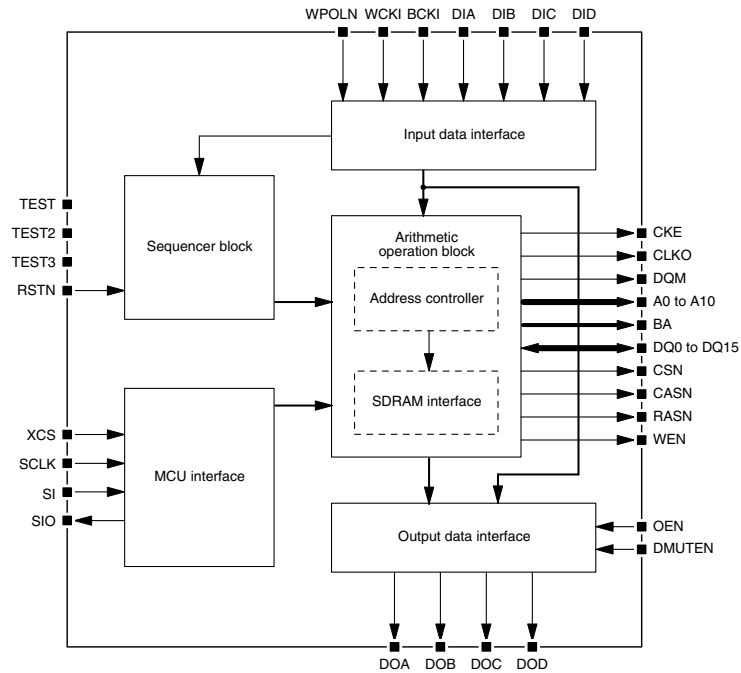 WPOLN WCKI BCKI DIA DIB DIC DID
Input data interface
TEST
TEST2
TEST3
RSTN
Sequencer block
Arithmetic
operation block
Address controller
SDRAM interface
CKE
CLKO
DQM
A0 to A10
BA
DQ0 to DQ15
CSN
CASN
RASN
WEN
XCS
SCLK
SI
SIO
MCU interface
Output data interface
OEN
DMUTEN
DOA DOB DOC DOD